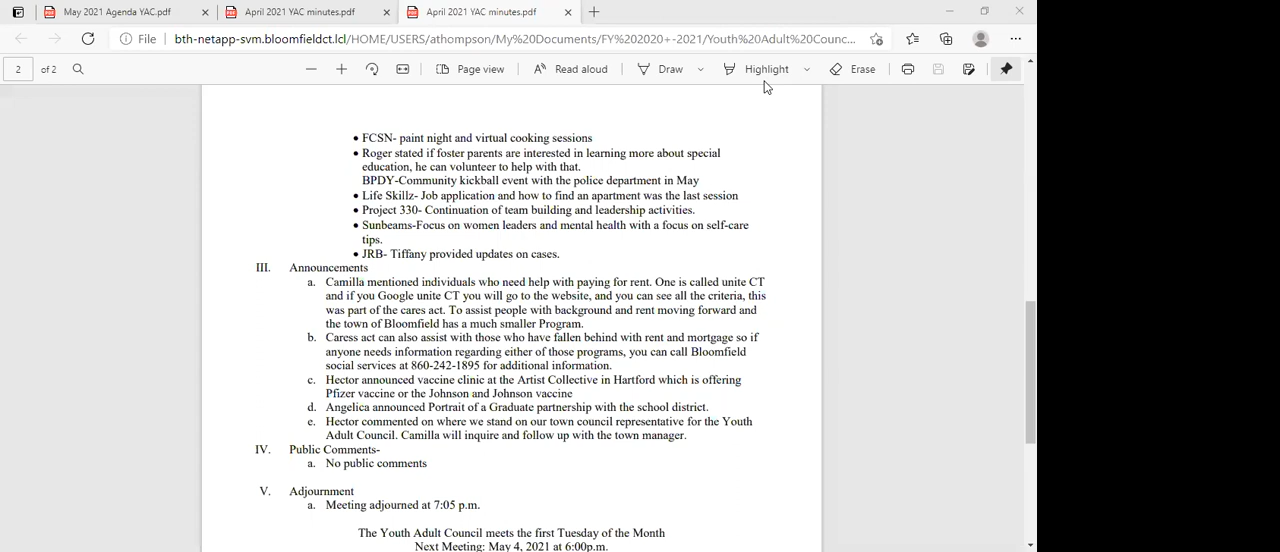 May 2021 Agenda YAC.pdf
April 2021 YAC minutes.pdf
April 2021 YAC minutes.pdf
File
bth-netapp-svm.bloomfieldct.lcl/HOME/USERS/athompson/My%20Documents/FY%202020+-2021/Youth%20Adult%20Counc...
2 of 2
Page view
Read aloud
Draw
Highlight
Erase
• FCSN- paint night and virtual cooking sessions
• Roger stated if foster parents are interested in learning more about special
education, he can volunteer to help with that.
BPDY-Community kickball event with the police department in May
• Life Skillz- Job application and how to find an apartment was the last session
• Project 330- Continuation of team building and leadership activities.
• Sunbeams-Focus on women leaders and mental health with a focus on self-care
tips.
• JRB- Tiffany provided updates on cases.
III. Announcements
a. Camilla mentioned individuals who need help with paying for rent. One is called unite CT
and if you Google unite CT you will go to the website, and you can see all the criteria, this
was part of the cares act. To assist people with background and rent moving forward and
the town of Bloomfield has a much smaller Program.
b. Caress act can also assist with those who have fallen behind with rent and mortgage so if
anyone needs information regarding either of those programs, you can call Bloomfield
social services at 860-242-1895 for additional information.
c. Hector announced vaccine clinic at the Artist Collective in Hartford which is offering
Pfizer vaccine or the Johnson and Johnson vaccine
d. Angelica announced Portrait of a Graduate partnership with the school district.
e. Hector commented on where we stand on our town council representative for the Youth
Adult Council. Camilla will inquire and follow up with the town manager.
IV. Public Comments-
a. No public comments
V. Adjournment
a. Meeting adjourned at 7:05 p.m.
The Youth Adult Council meets the first Tuesday of the Month
Next Meeting: May 4, 2021 at 6:00p.m.